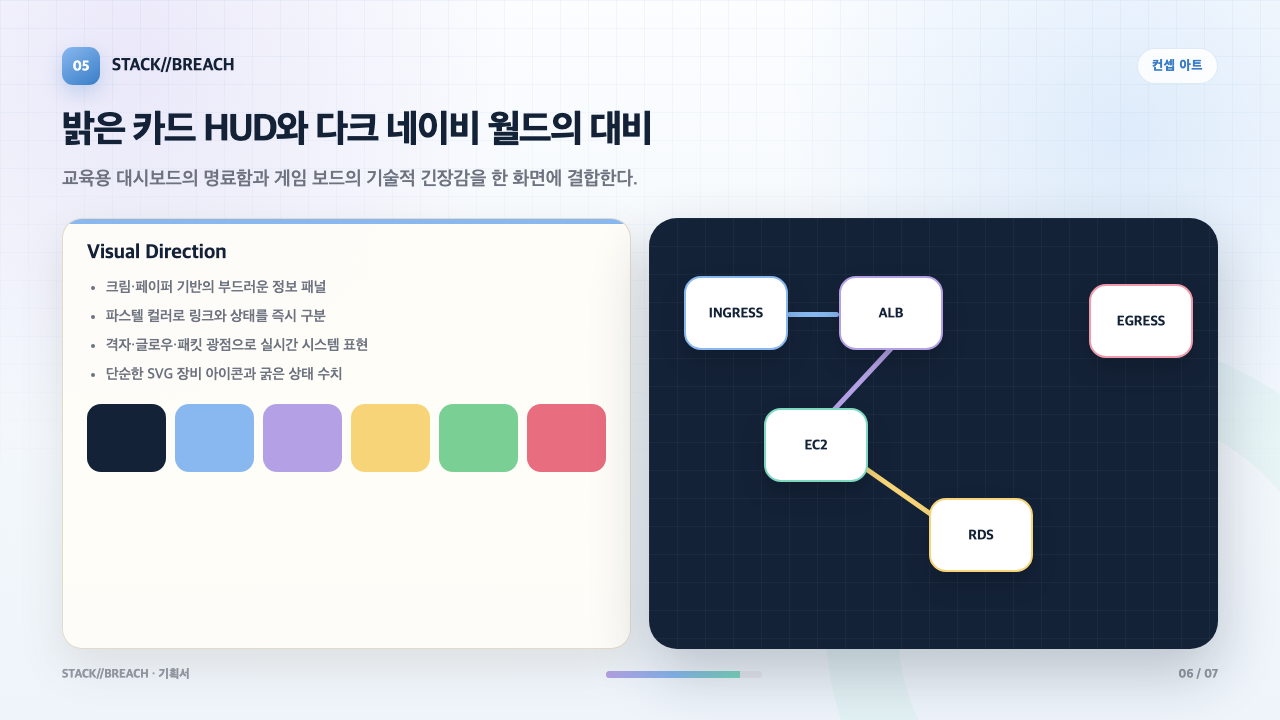 05
STACK//BREACH
컨셉 아트
밝은 카드 HUD와 다크 네이비 월드의 대비
교육용 대시보드의 명료함과 게임 보드의 기술적 긴장감을 한 화면에 결합한다.
Visual Direction
• 크림·페이퍼 기반의 부드러운 정보 패널
• 파스텔 컬러로 링크와 상태를 즉시 구분
• 격자·글로우·패킷 광점으로 실시간 시스템 표현
• 단순한 SVG 장비 아이콘과 굵은 상태 수치
INGRESS
ALB
EGRESS
EC2
RDS
STACK//BREACH · 기획서
06 / 07